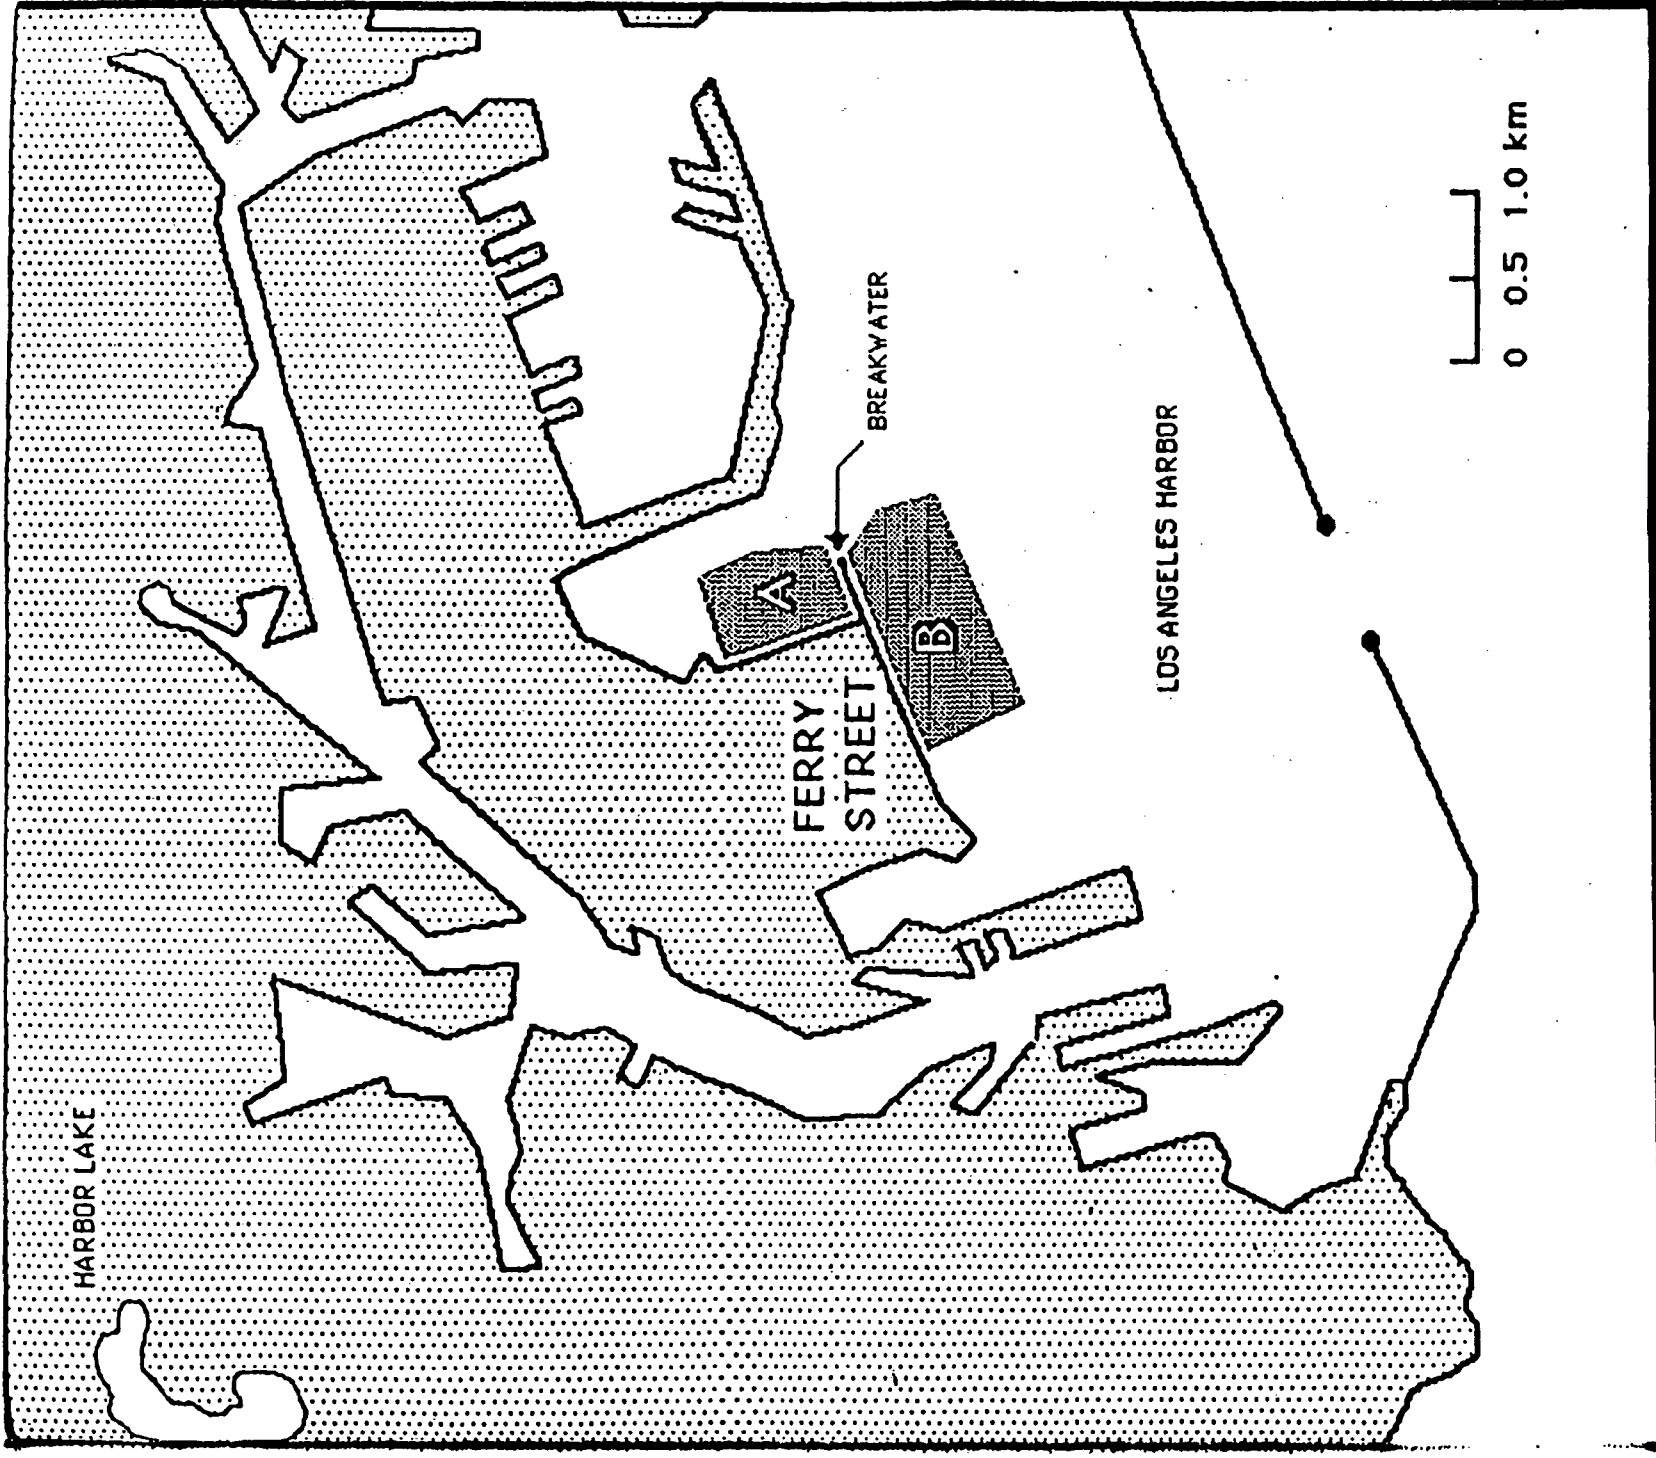 HARBOR LAKE
FERRY
STREET
A
B
BREAKWATER
LOS ANGELES HARBOR
0 0.5 1.0 km